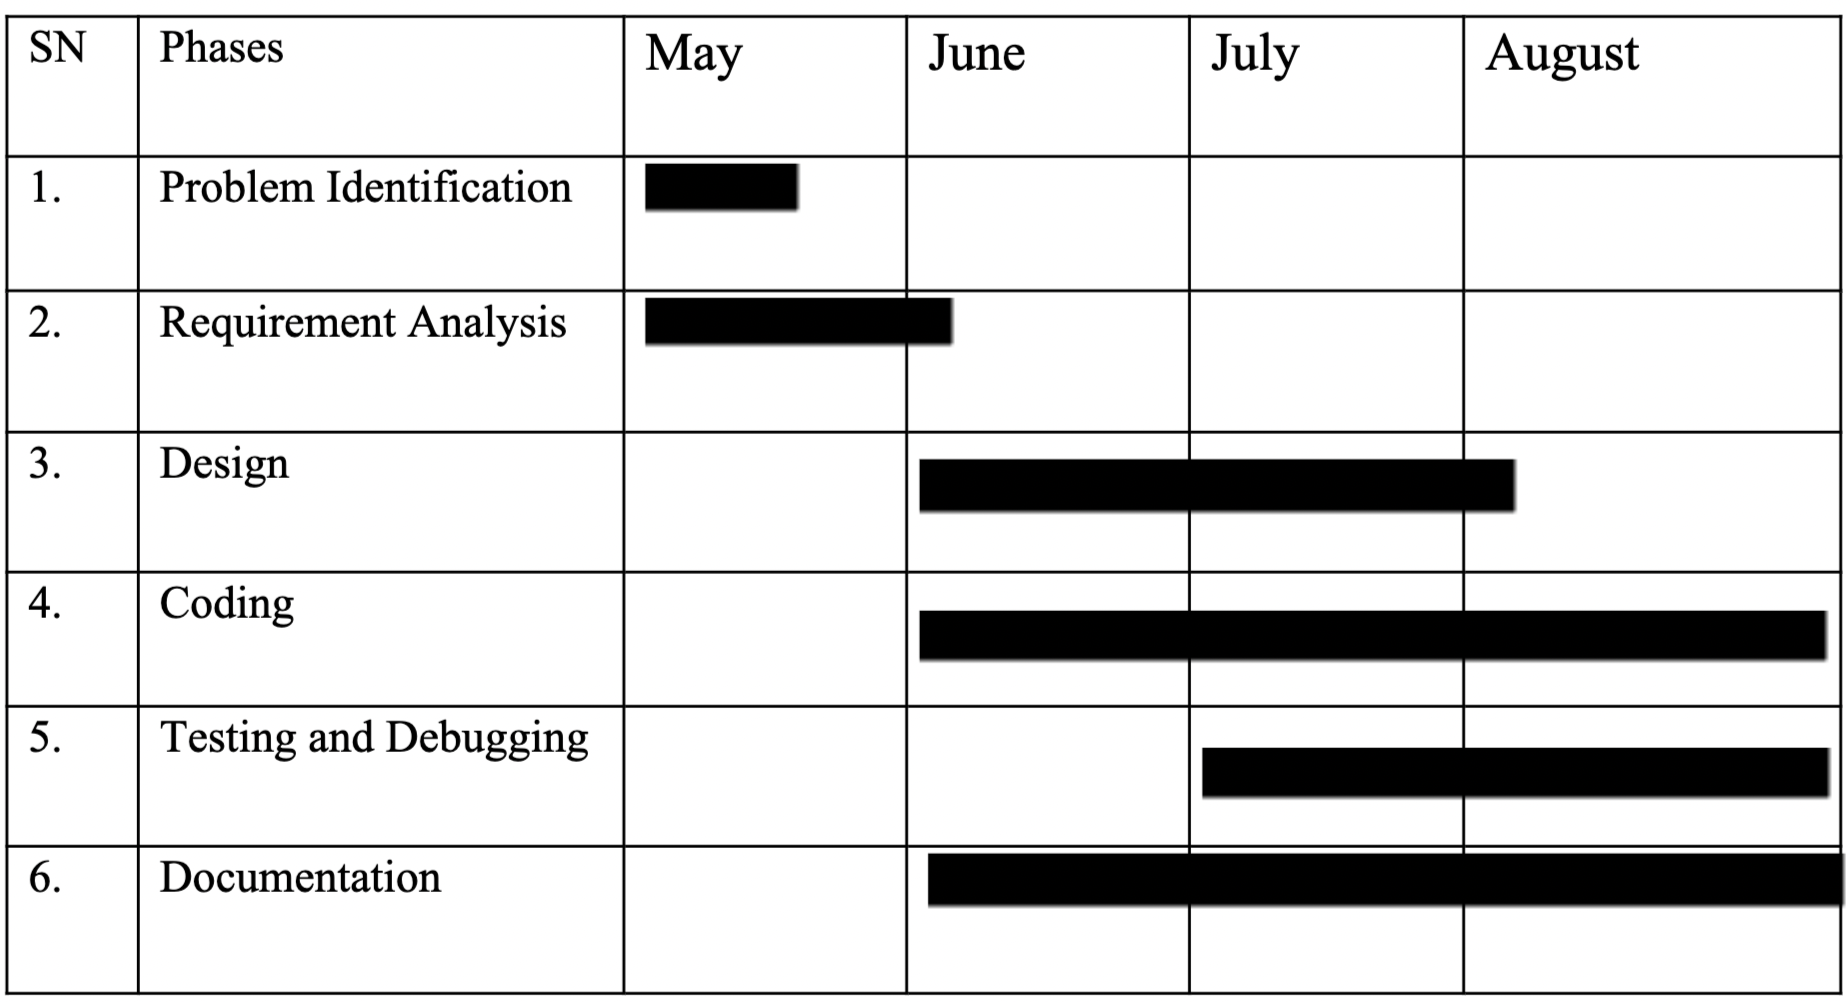 SN Phases May June July August
1. Problem Identification
2. Requirement Analysis
3. Design
4. Coding
5. Testing and Debugging
6. Documentation